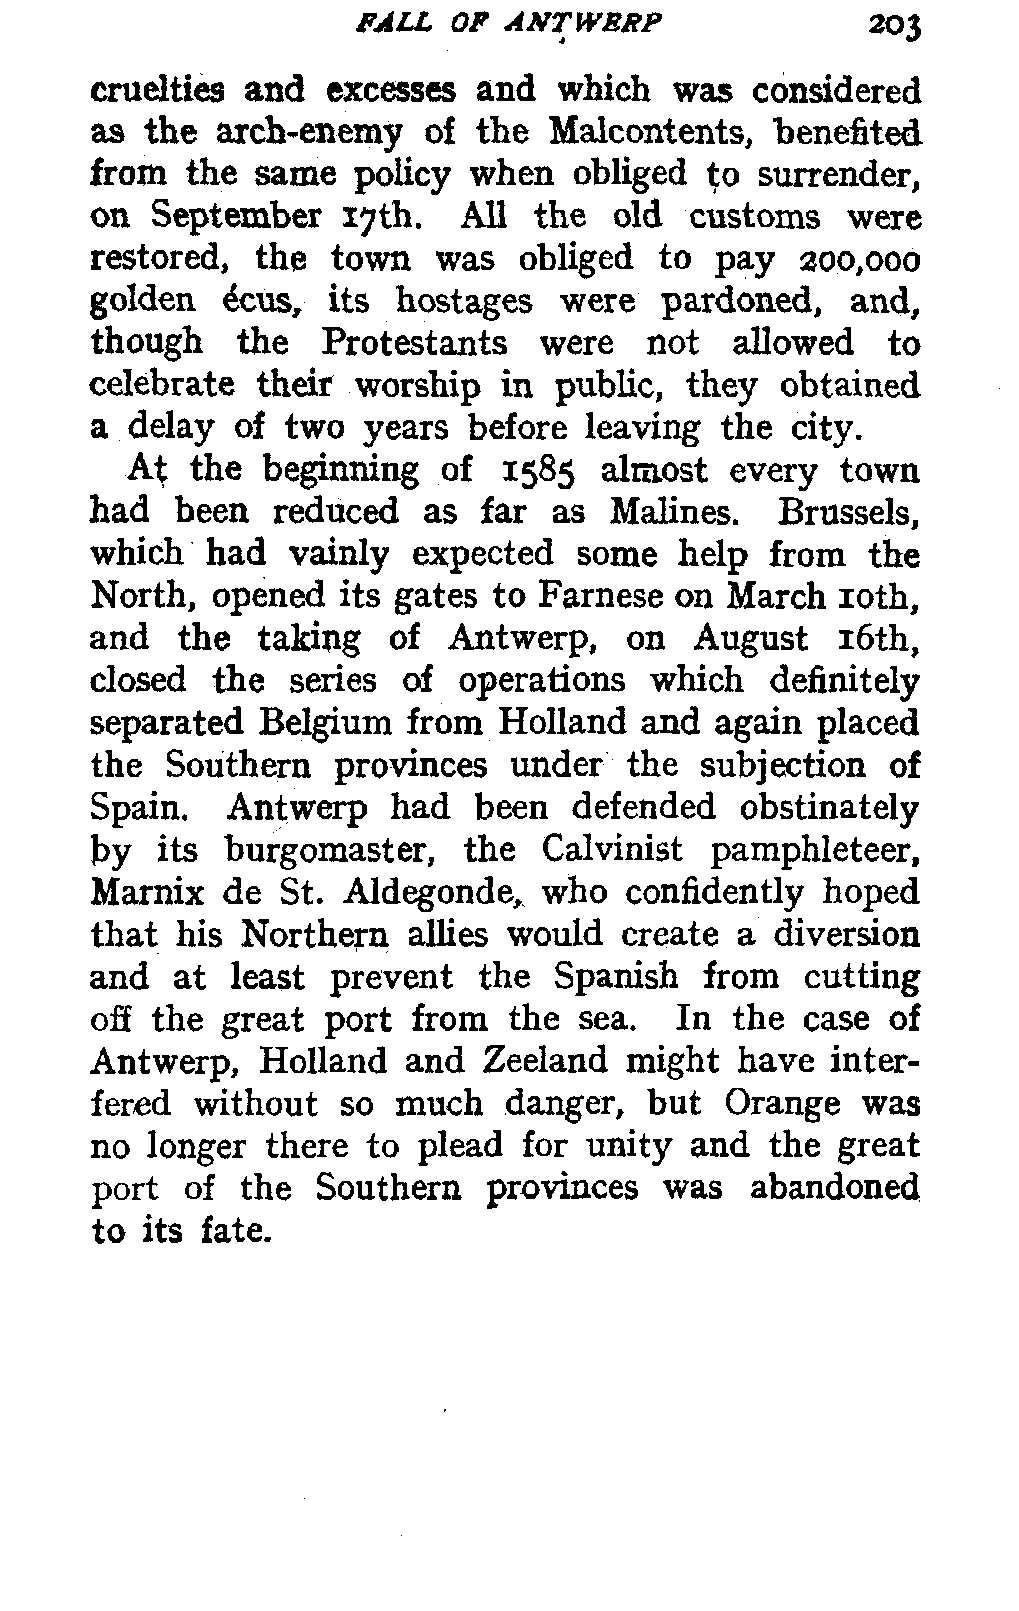 FALL OF ANTWERP 203
cruelties and excesses and which was considered
as the arch-enemy of the Malcontents, benefited
from the same policy when obliged to surrender,
on September 17th. All the old customs were
restored, the town was obliged to pay 200,000
golden écus, its hostages were pardoned, and,
though the Protestants were not allowed to
celebrate their worship in public, they obtained
a delay of two years before leaving the city.
At the beginning of 1585 almost every town
had been reduced as far as Malines. Brussels,
which had vainly expected some help from the
North, opened its gates to Farnese on March 10th,
and the taking of Antwerp, on August 16th,
closed the series of operations which definitely
separated Belgium from Holland and again placed
the Southern provinces under the subjection of
Spain. Antwerp had been defended obstinately
by its burgomaster, the Calvinist pamphleteer,
Marnix de St. Aldegonde, who confidently hoped
that his Northern allies would create a diversion
and at least prevent the Spanish from cutting
off the great port from the sea. In the case of
Antwerp, Holland and Zeeland might have inter-
fered without so much danger, but Orange was
no longer there to plead for unity and the great
port of the Southern provinces was abandoned
to its fate.